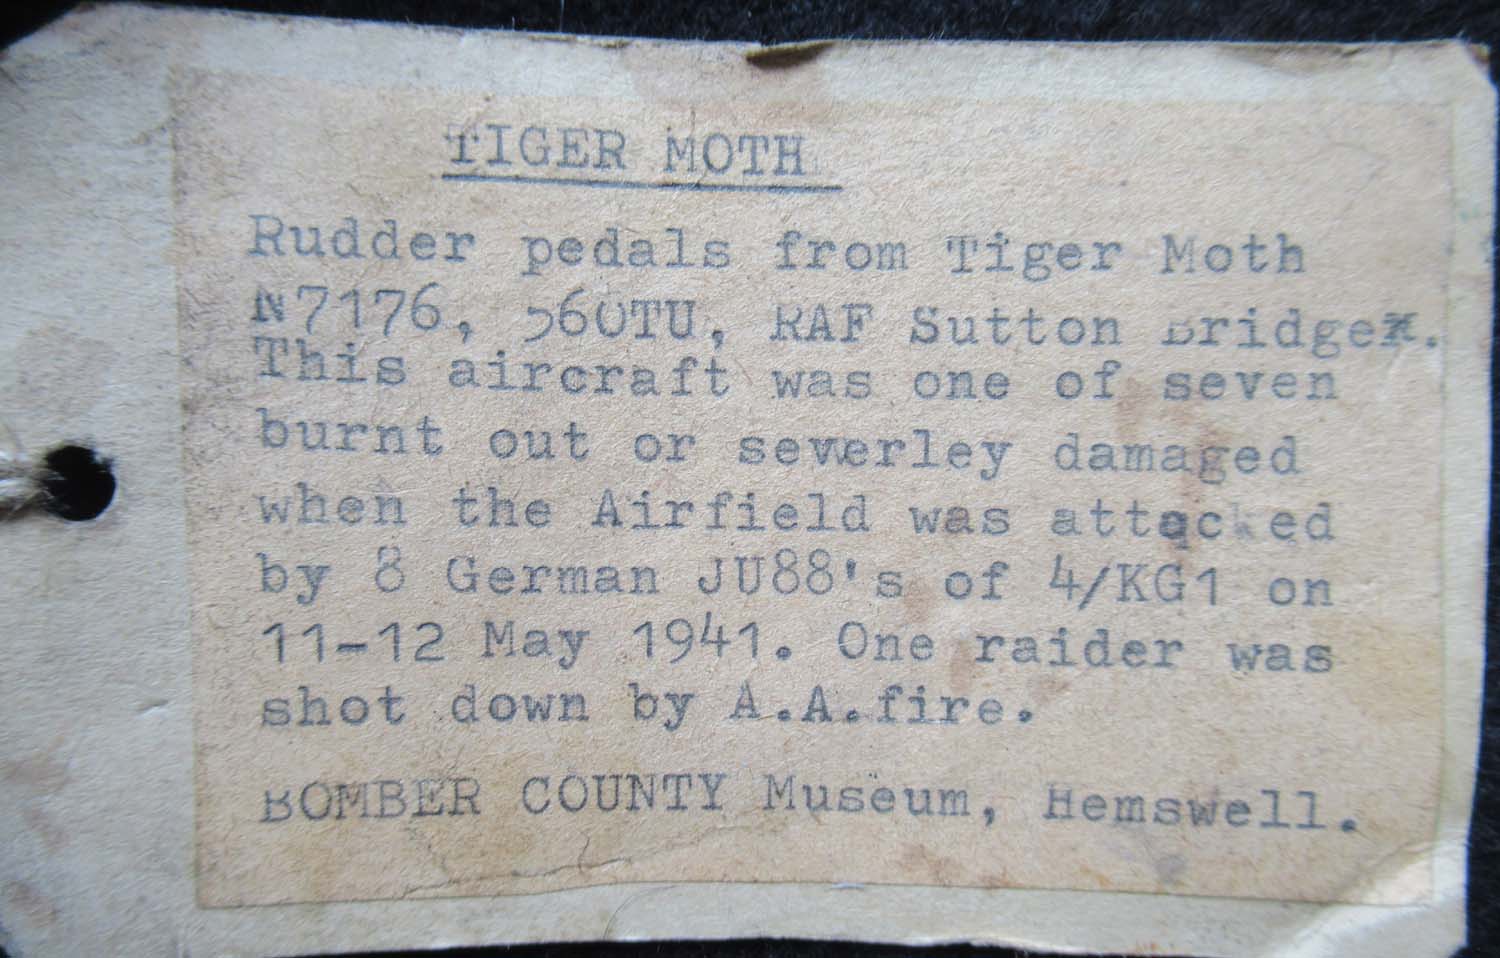 TIGER MOTH
Rudder pedals from Tiger Moth
N7176, 560TU, RAF Sutton Bridgex.
This aircraft was one of seven
burnt out or severley damaged
when the Airfield was attacked
by 8 German JU88's of 4/KG1 on
11-12 May 1941. One raider was
shot down by A.A.fire.
BOMBER COUNTY Museum, Hemswell.